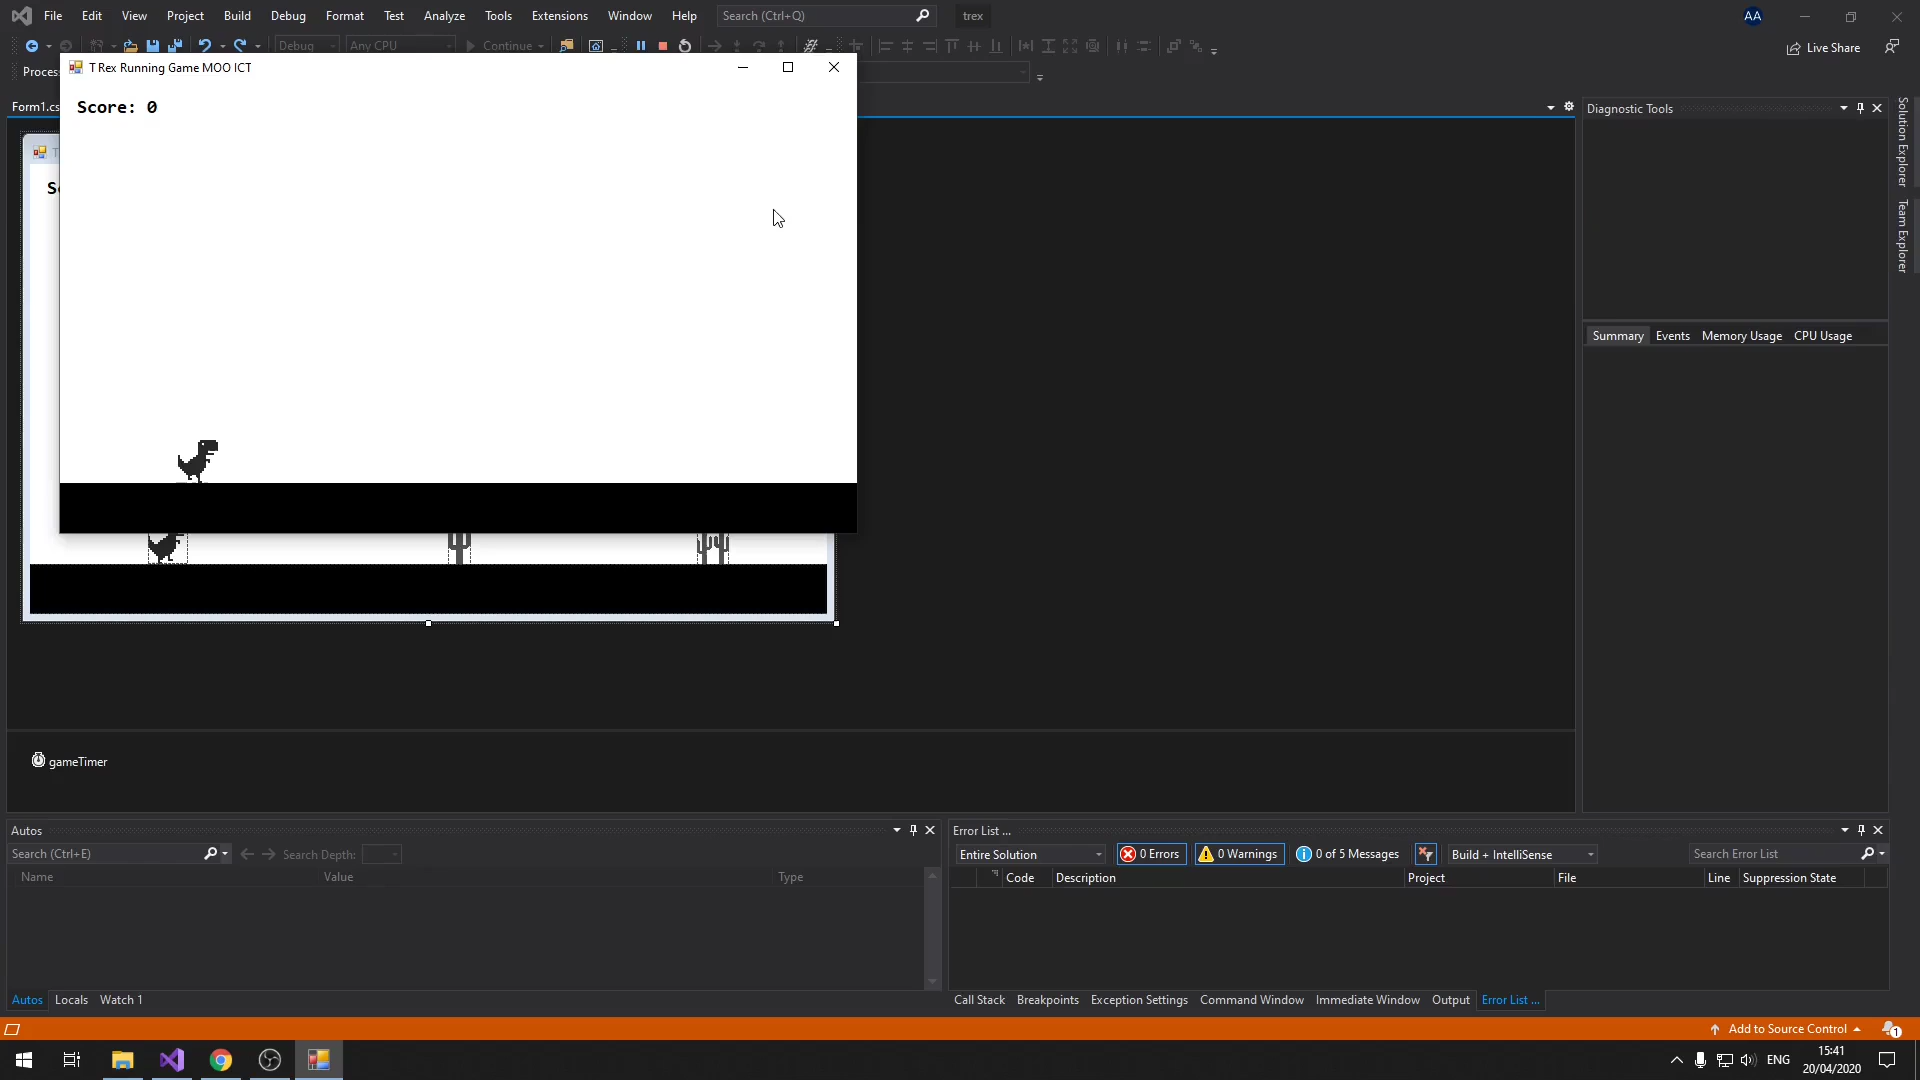 File Edit View Project Build Debug Format Test Analyze Tools Extensions Window Help Search (Ctrl+Q) trex AA
Debug Any CPU Continue Live Share
Process
T Rex Running Game MOO ICT
Score: 0
Form1.cs
Diagnostic Tools
Solution Explorer
Team Explorer
Summary Events Memory Usage CPU Usage
gameTimer
Autos
Search (Ctrl+E) Search Depth:
Name Value Type
Autos Locals Watch 1
Error List ...
Entire Solution 0 Errors 0 Warnings 0 of 5 Messages Build + IntelliSense Search Error List
Code Description Project File Line Suppression State
Call Stack Breakpoints Exception Settings Command Window Immediate Window Output Error List ...
Add to Source Control 1
ENG 15:41
20/04/2020